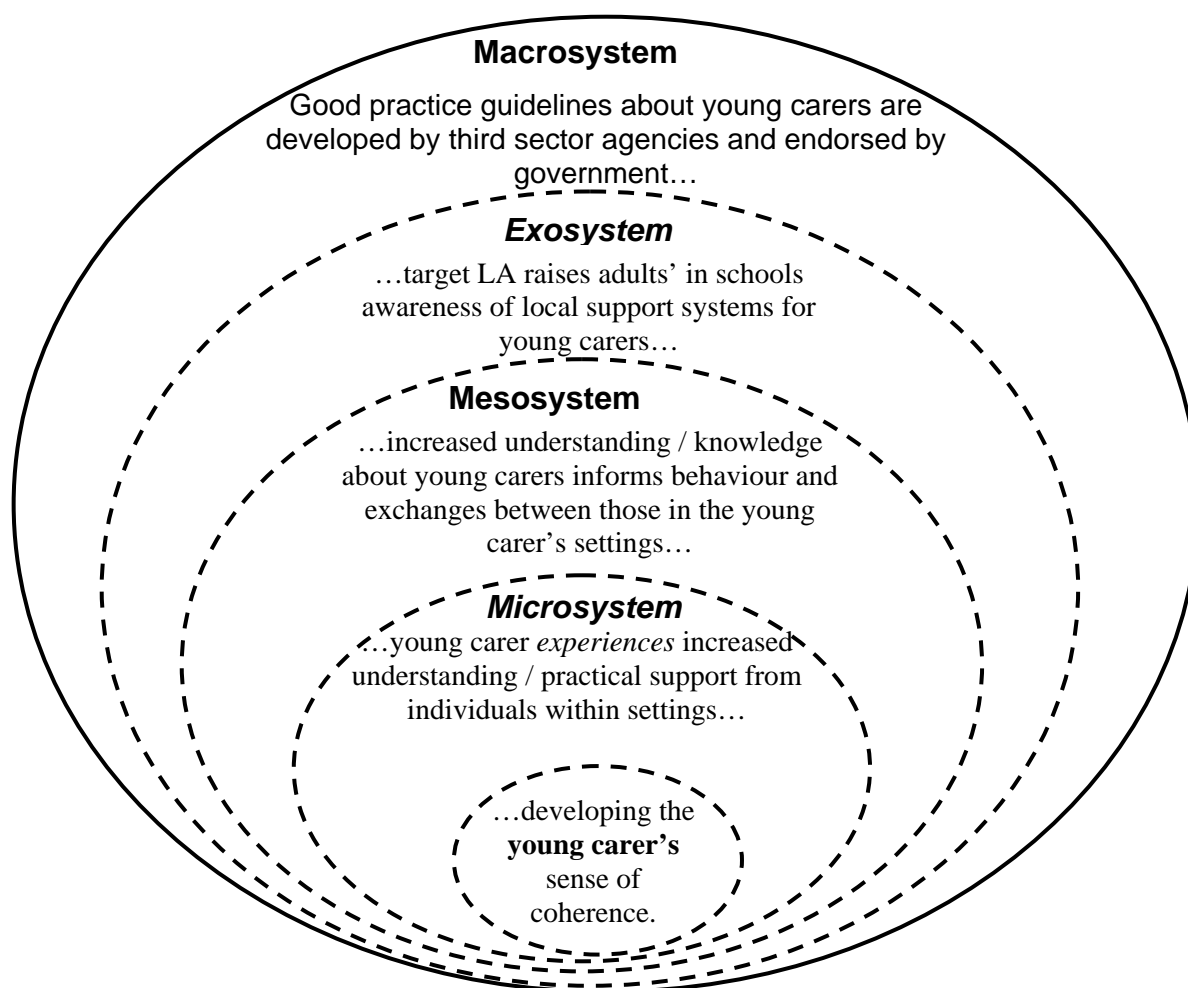 Macrosystem
Good practice guidelines about young carers are
developed by third sector agencies and endorsed by
government…
Exosystem
…target LA raises adults’ in schools
awareness of local support systems for
young carers…
Mesosystem
…increased understanding / knowledge
about young carers informs behaviour and
exchanges between those in the young
carer’s settings…
Microsystem
…young carer experiences increased
understanding / practical support from
individuals within settings…
…developing the
young carer’s
sense of
coherence.